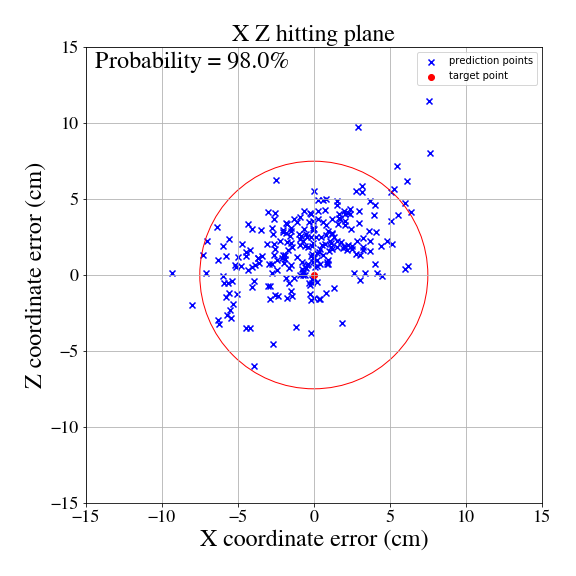 X Z hitting plane
Probability = 98.0%
prediction points
target point
Z coordinate error (cm)
15
10
5
0
−5
−10
−15
−15
−10
−5
0
5
10
15
X coordinate error (cm)